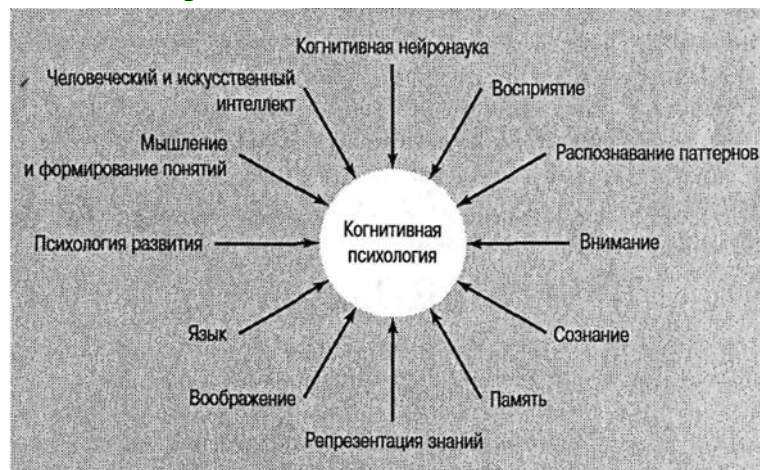 Когнитивная нейронаука
Человеческий и искусственный
интеллект
Восприятие
Мышление
и формирование понятий
Распознавание паттернов
Когнитивная
психология
Психология развития
Внимание
Язык
Сознание
Воображение
Память
Репрезентация знаний